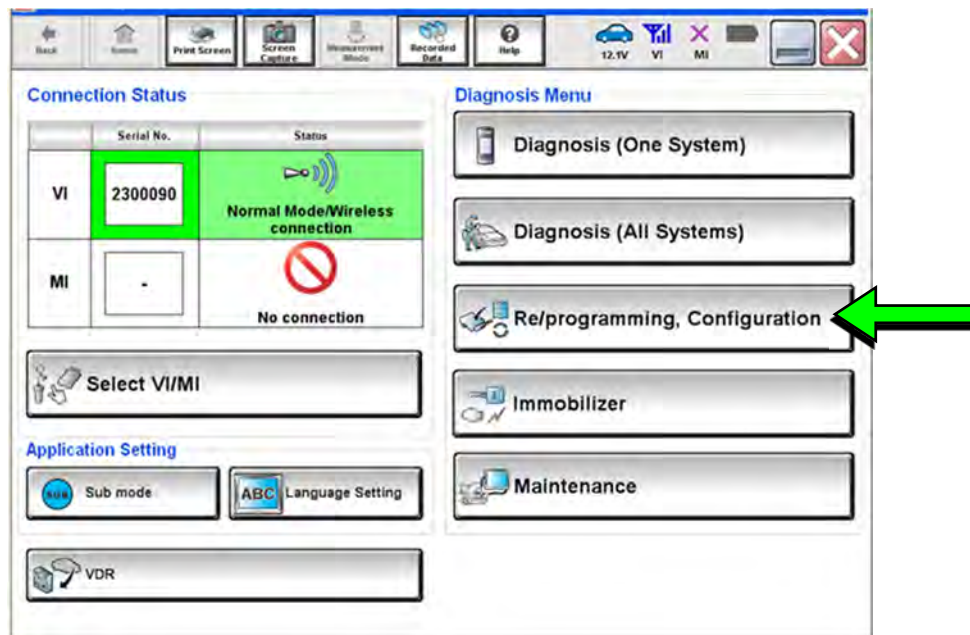 Back
Home
Print Screen
Screen
Capture
Measurement
Mode
Recorded
Data
Help
12.1V
VI
MI
Connection Status
Serial No.
Status
VI
2300090
Normal Mode/Wireless
connection
MI
-
No connection
Select VI/MI
Application Setting
SUB
Sub mode
ABC
Language Setting
VDR
Diagnosis Menu
Diagnosis (One System)
Diagnosis (All Systems)
Re/programming, Configuration
Immobilizer
Maintenance